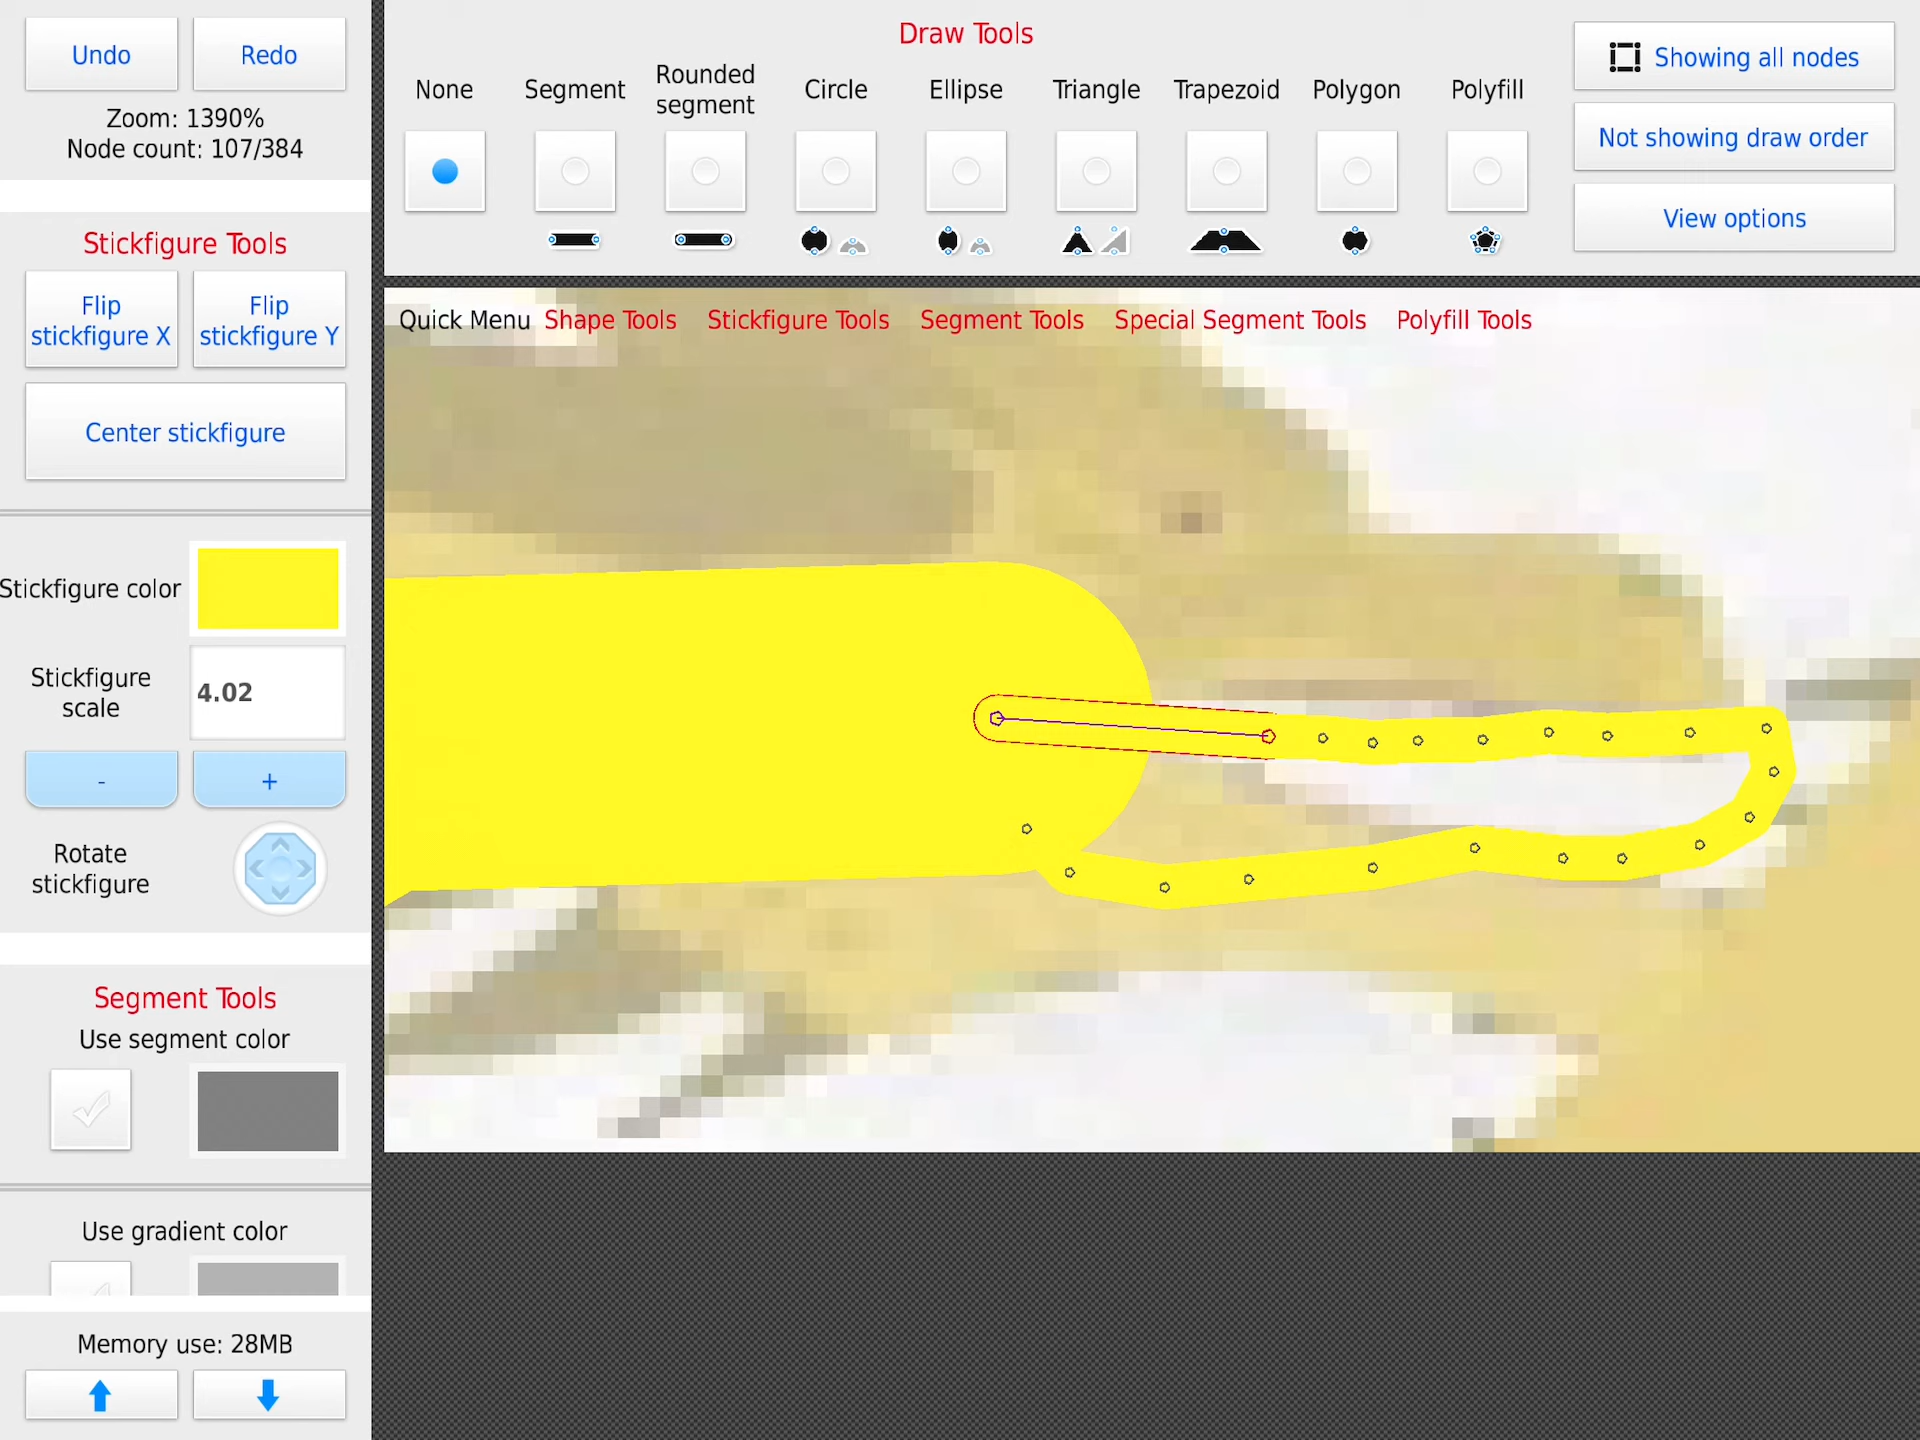 Undo
Redo
Zoom: 1390%
Node count: 107/384
Stickfigure Tools
Flip
stickfigure X
Flip
stickfigure Y
Center stickfigure
Stickfigure color
Stickfigure
scale
4.02
-
+
Rotate
stickfigure
Segment Tools
Use segment color
Use gradient color
Memory use: 28MB
Draw Tools
None
Segment
Rounded
segment
Circle
Ellipse
Triangle
Trapezoid
Polygon
Polyfill
Showing all nodes
Not showing draw order
View options
Quick Menu
Shape Tools
Stickfigure Tools
Segment Tools
Special Segment Tools
Polyfill Tools